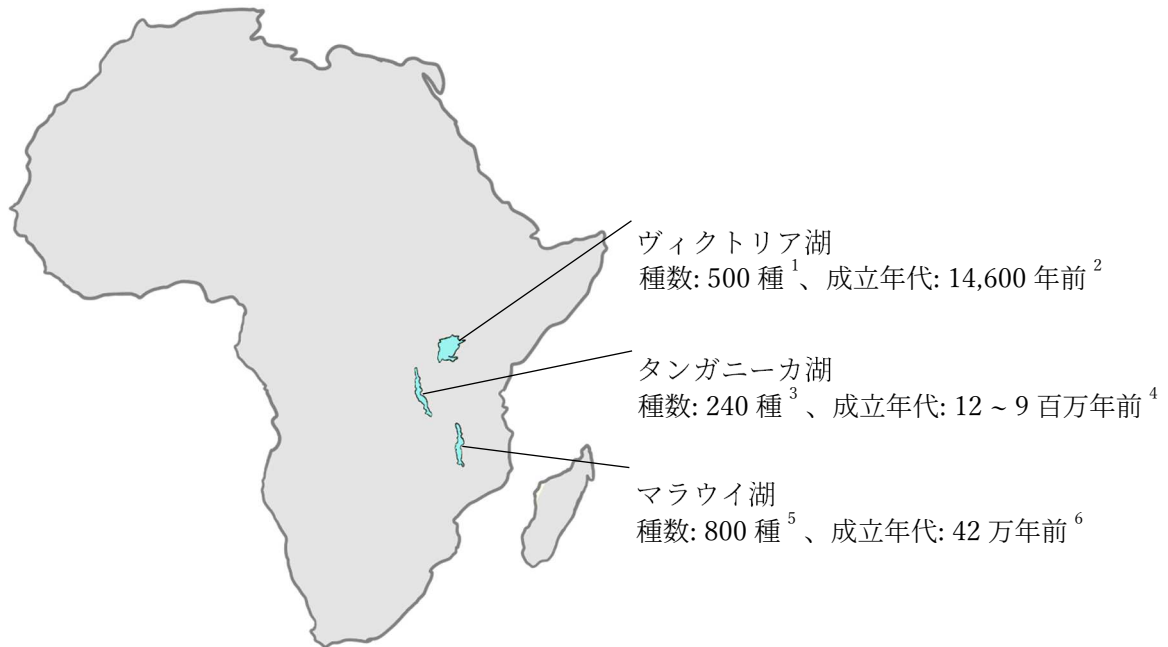 ヴィクトリア湖
種数: 500 種 1 、成立年代: 14,600 年前 2
タンガニーカ湖
種数: 240 種 3 、成立年代: 12 ~ 9 百万年前 4
マラウイ湖
種数: 800 種 5 、成立年代: 42 万年前 6